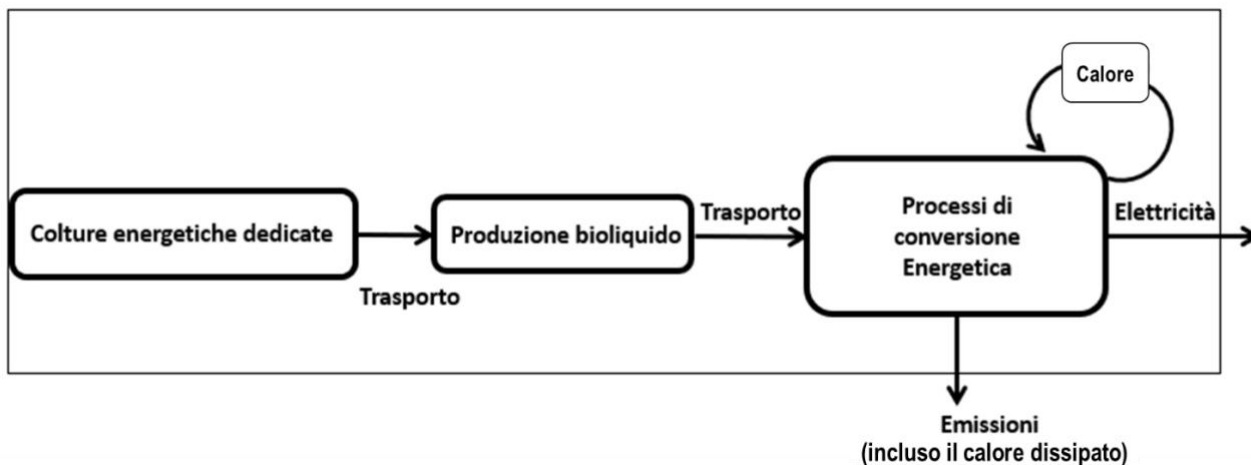 Calore
Colture energetiche dedicate
Trasporto
Produzione bioliquido
Trasporto
Processi di
conversione
Energetica
Elettricità
Emissioni
(incluso il calore dissipato)